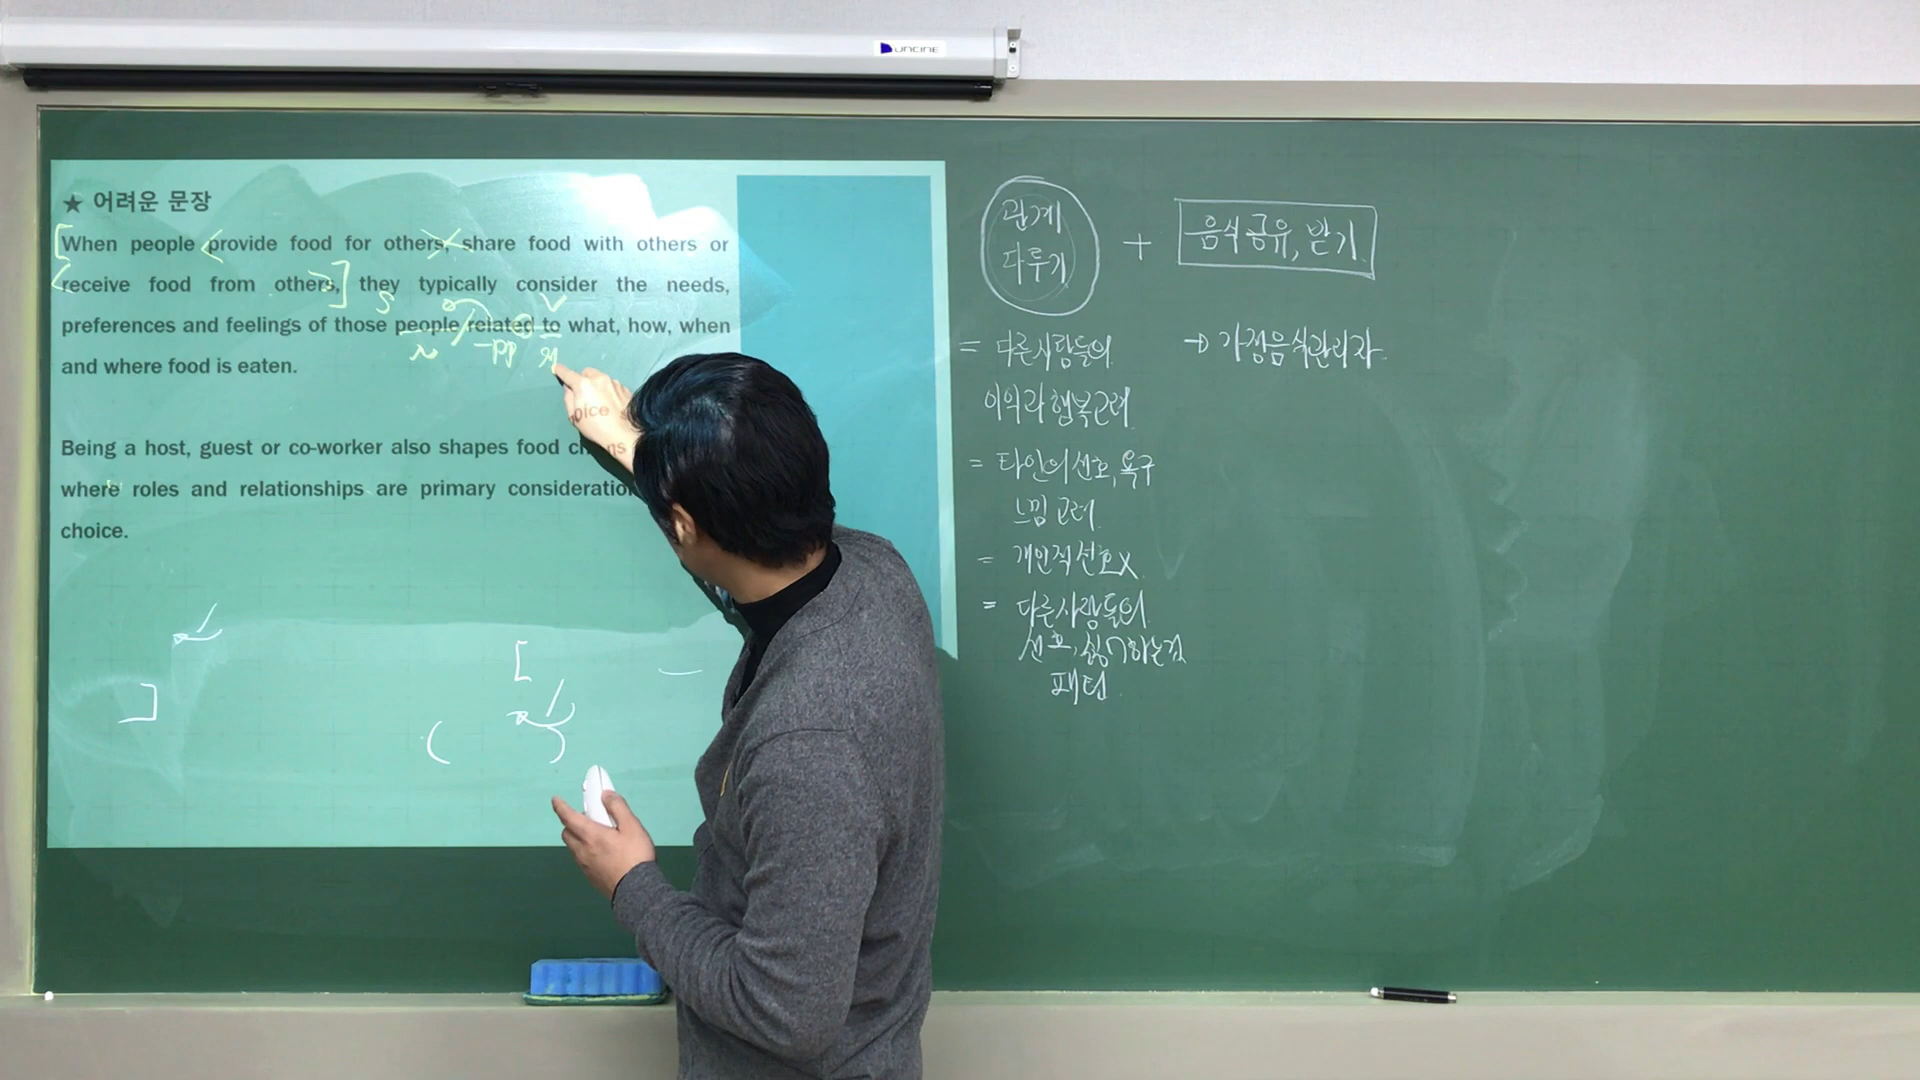 UNCINE
★ 어려운 문장
When people provide food for others, share food with others or
receive food from others, they typically consider the needs,
preferences and feelings of those people related to what, how, when
and where food is eaten.
S
V
n
pp
전
Being a host, guest or co-worker also shapes food
where roles and relationships are primary
choice.
관계
다루기
+
음식공유, 받기
= 다른사람들의
이익과 행복고려
= 타인의 선호, 욕구
느낌 고려
= 개인적선호X
= 다른사람들의
선호, 싫어하는것
패턴
→ 가정음식관리자